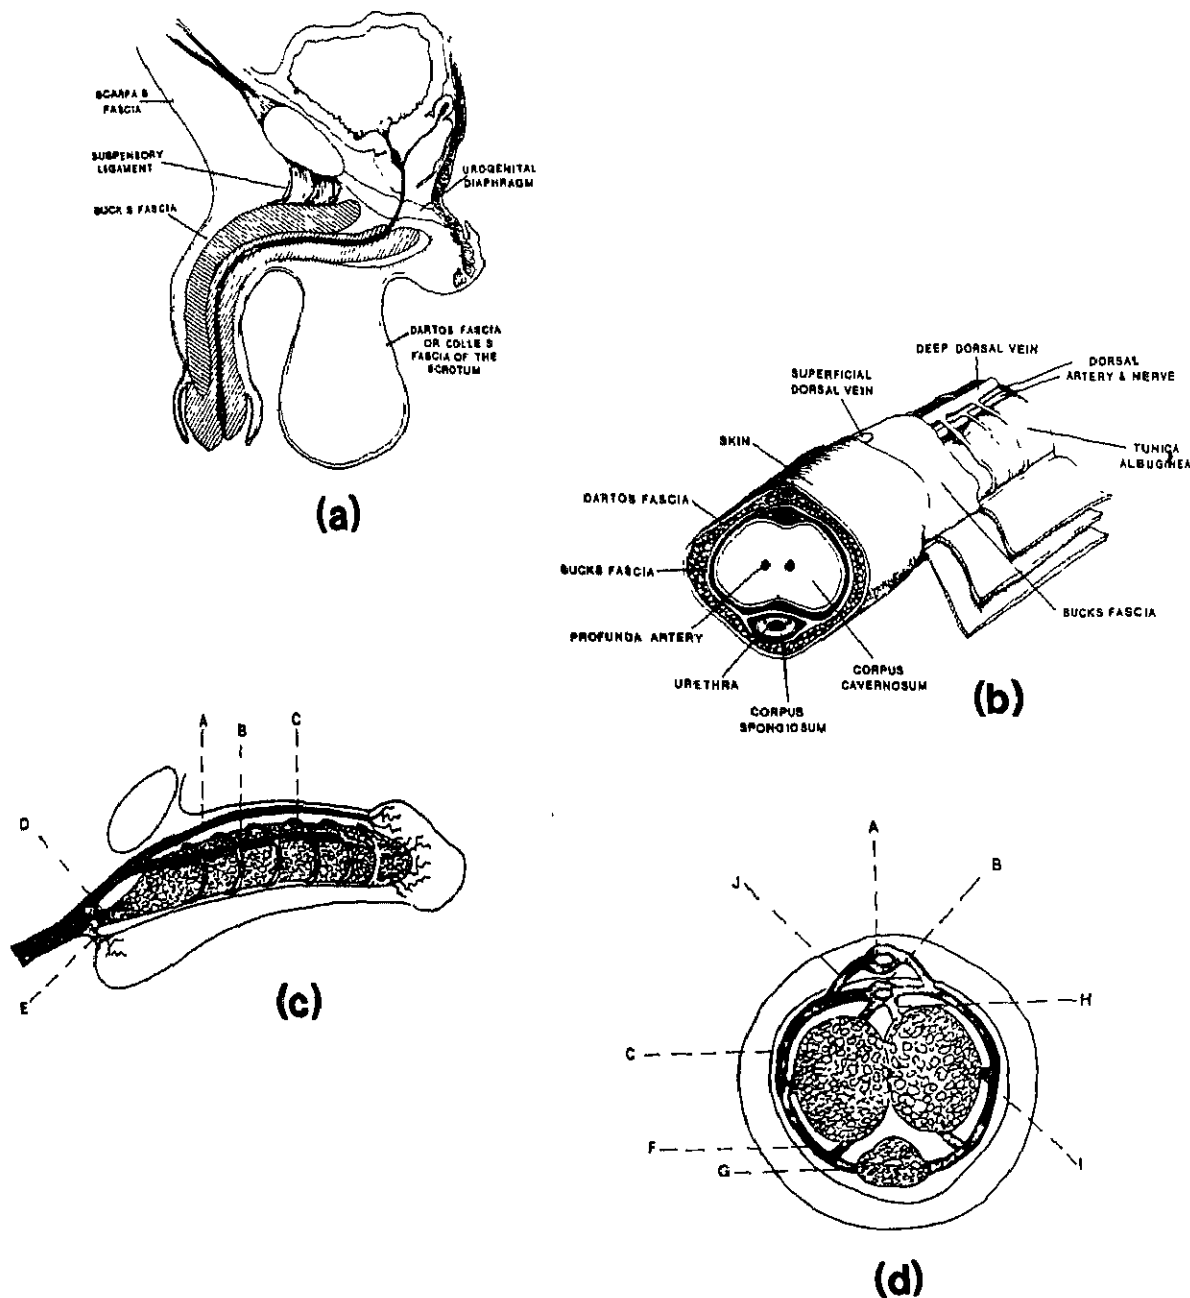 SCARPA S
FASCIA
SUSPENSORY
LIGAMENT
BUCK S FASCIA
UROGENITAL
DIAPHRAGM
DARTOS FASCIA
OR COLLE S
FASCIA OF THE
SCROTUM
(a)
DEEP DORSAL VEIN
SUPERFICIAL
DORSAL VEIN
DORSAL
ARTERY & NERVE
SKIN
TUNICA
ALBUGINEA
DARTOS FASCIA
BUCKS FASCIA
PROFUNDA ARTERY
URETHRA
CORPUS
SPONGIOSUM
CORPUS
CAVERNOSUM
BUCKS FASCIA
(b)
A
B
C
D
E
(c)
A
B
J
H
C
F
G
I
(d)